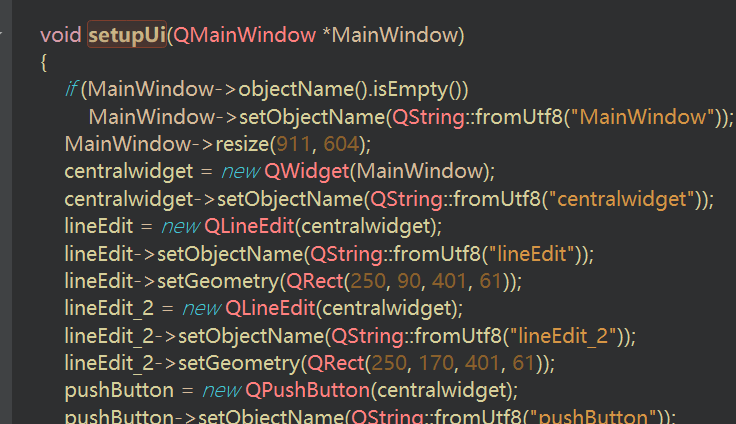 void setupUi(QMainWindow *MainWindow)
{
if (MainWindow->objectName().isEmpty())
MainWindow->setObjectName(QString::fromUtf8("MainWindow"));
MainWindow->resize(911, 604);
centralwidget = new QWidget(MainWindow);
centralwidget->setObjectName(QString::fromUtf8("centralwidget"));
lineEdit = new QLineEdit(centralwidget);
lineEdit->setObjectName(QString::fromUtf8("lineEdit"));
lineEdit->setGeometry(QRect(250, 90, 401, 61));
lineEdit_2 = new QLineEdit(centralwidget);
lineEdit_2->setObjectName(QString::fromUtf8("lineEdit_2"));
lineEdit_2->setGeometry(QRect(250, 170, 401, 61));
pushButton = new QPushButton(centralwidget);
pushButton->setObjectName(QString::fromUtf8("pushButton"));